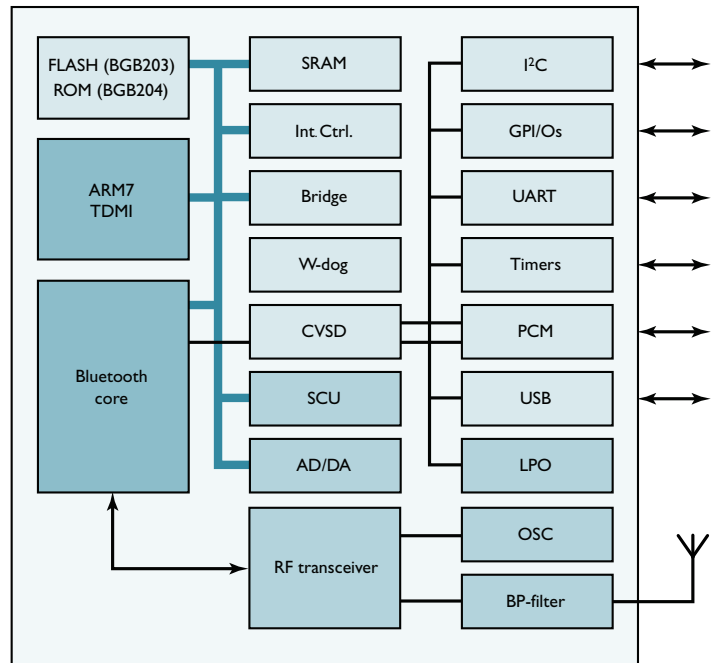 FLASH (BGB203)
ROM (BGB204)
ARM7
TDMI
Bluetooth
core
SRAM
Int. Ctrl.
Bridge
W-dog
CVSD
SCU
AD/DA
RF transceiver
I²C
GPI/Os
UART
Timers
PCM
USB
LPO
OSC
BP-filter